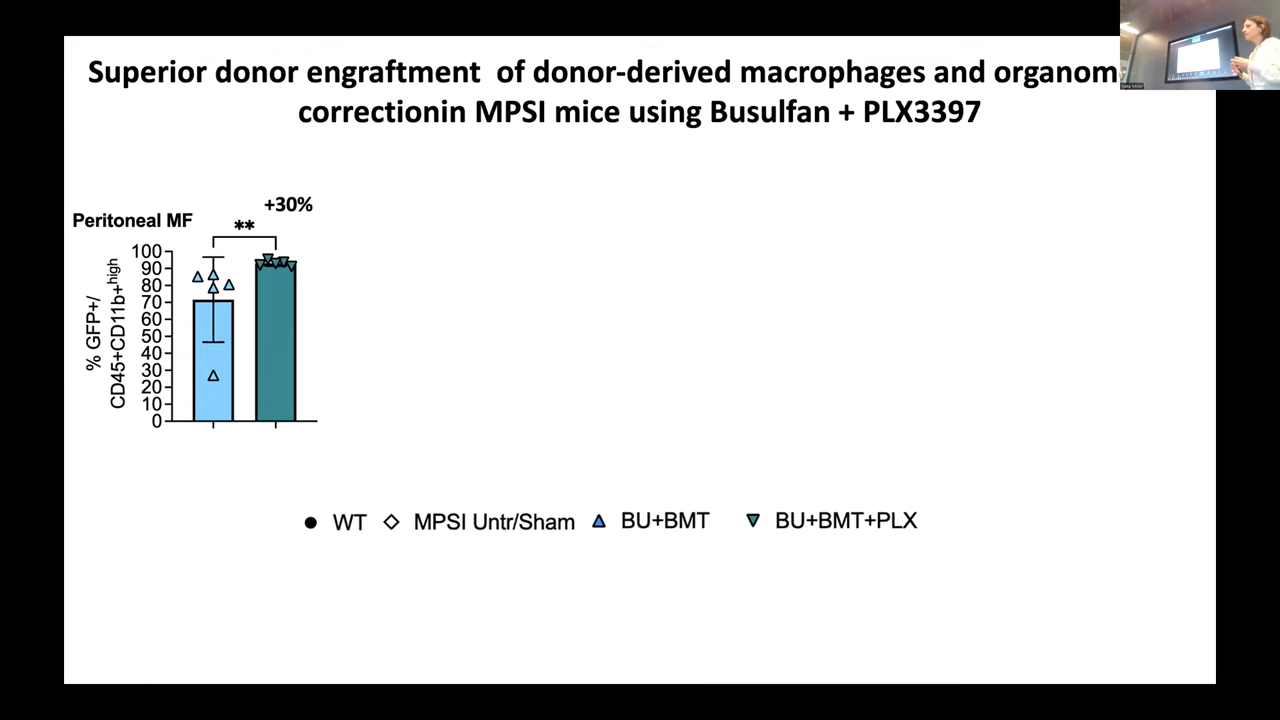 Superior donor engraftment of donor-derived macrophages and organom
correctionin MPSI mice using Busulfan + PLX3397
+30%
Peritoneal MF
**
% GFP+/
CD45+CD11b+high
100
90
80
70
60
50
40
30
20
10
0
WT MPSI Untr/Sham BU+BMT BU+BMT+PLX